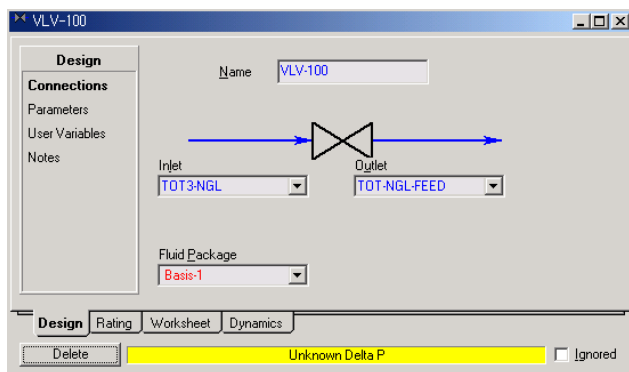 VLV-100
Design
Connections
Parameters
User Variables
Notes
Name VLV-100
Inlet Outlet
TOT3-NGL TOT-NGL-FEED
Fluid Package
Basis-1
Design Rating Worksheet Dynamics
Delete Unknown Delta P Ignored